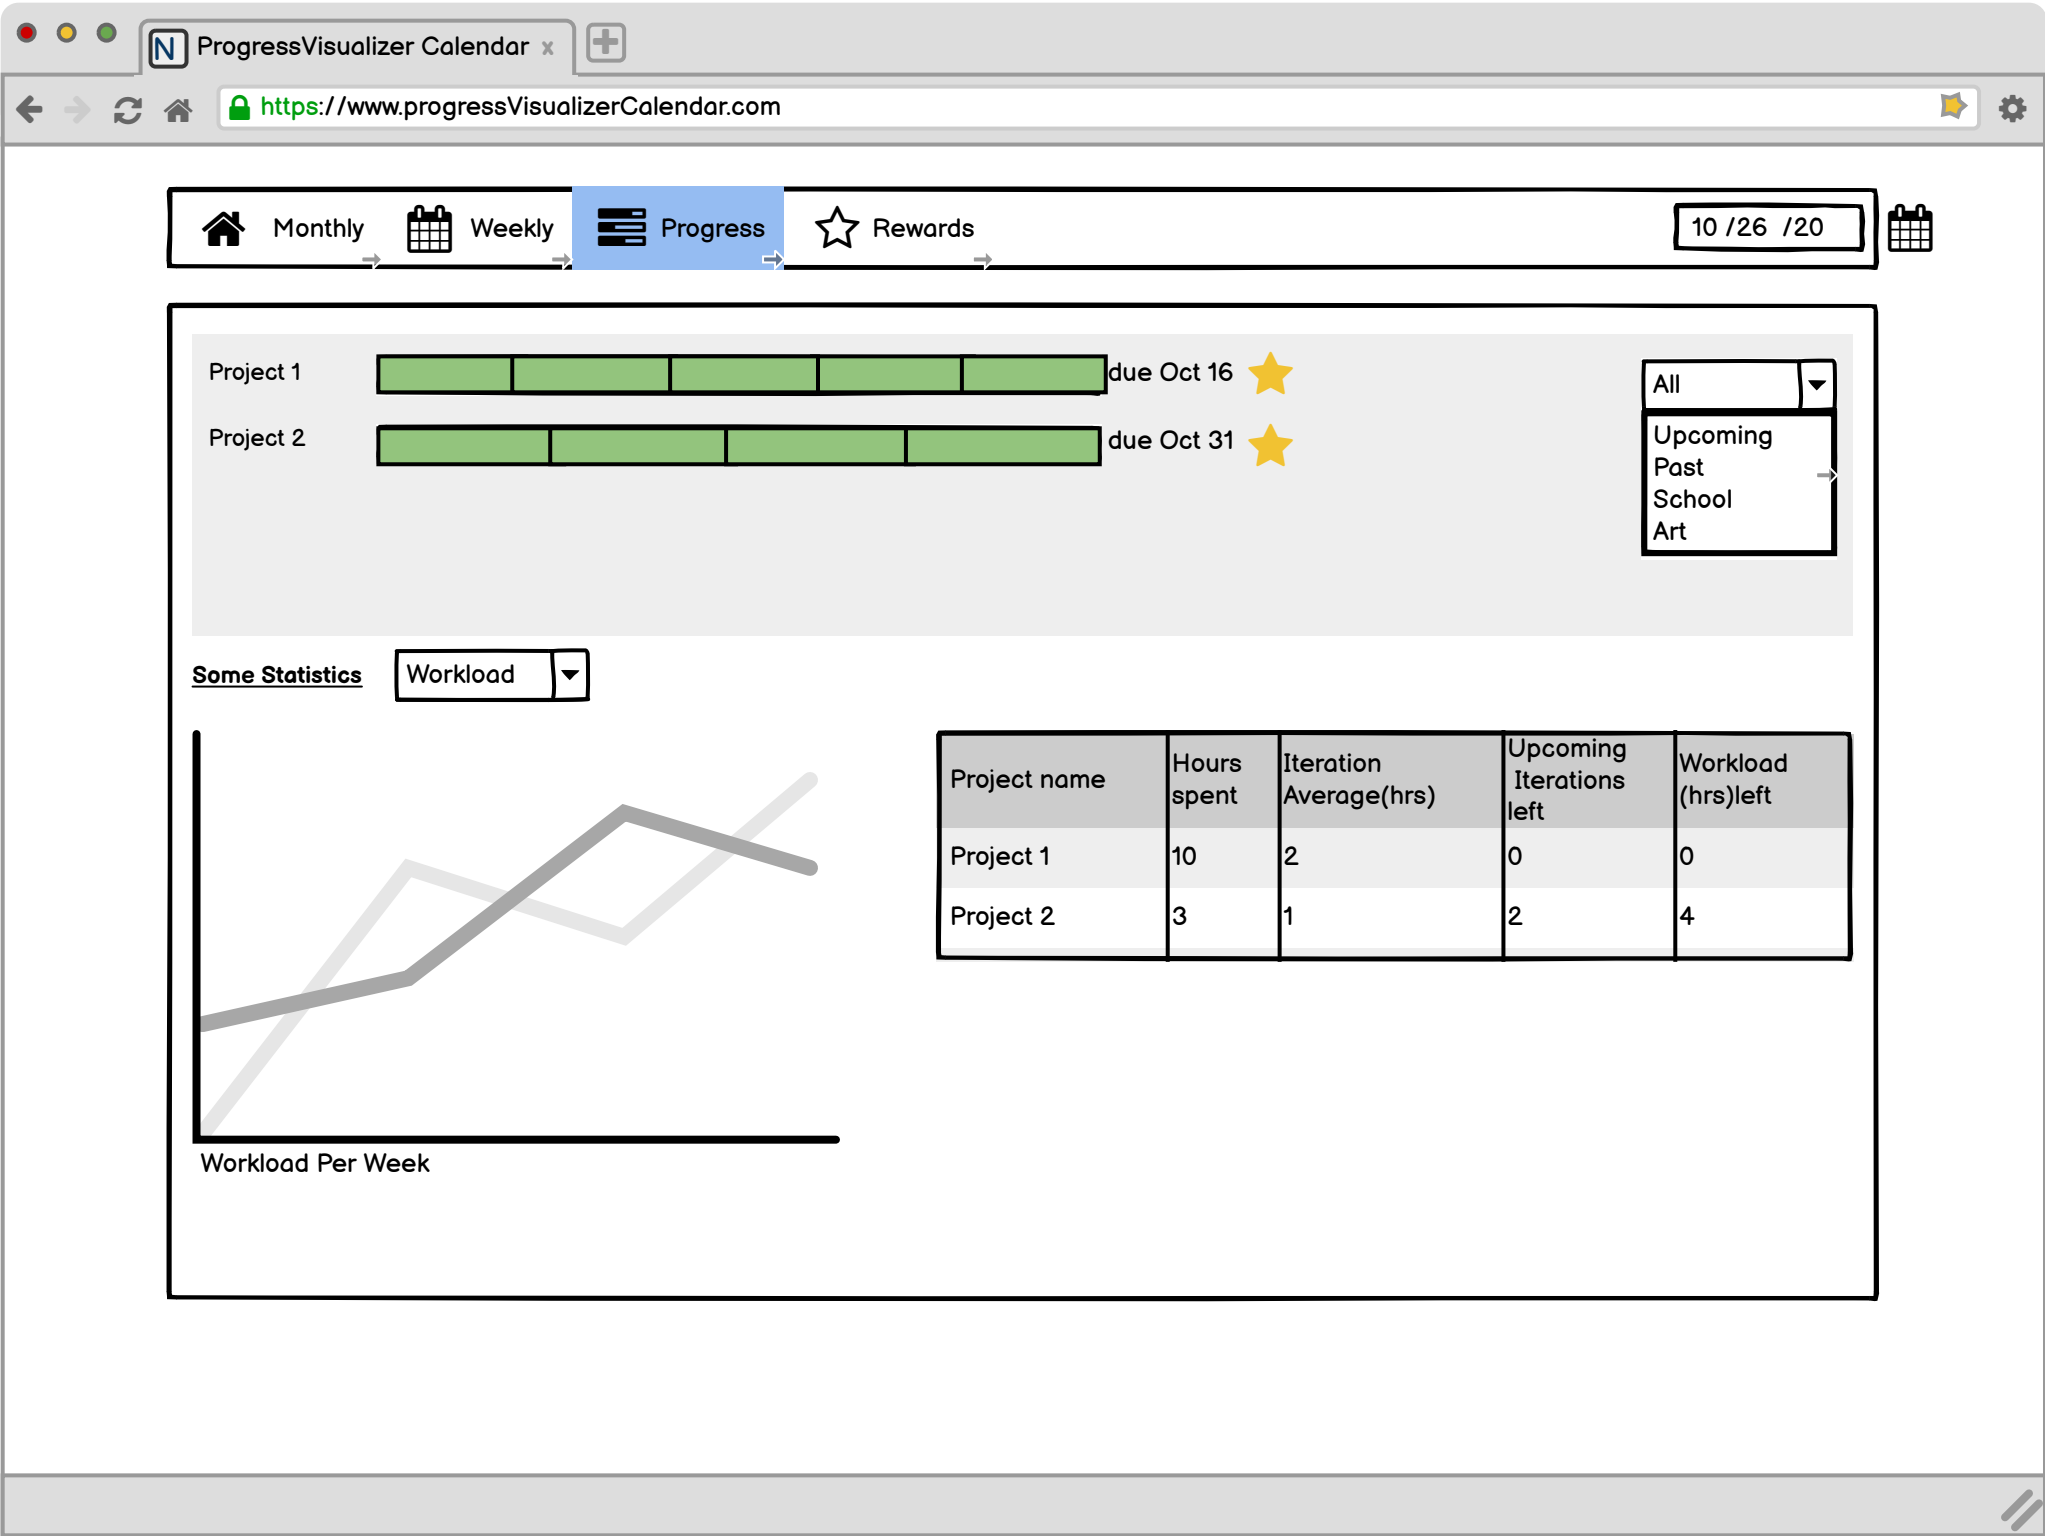 N ProgressVisualizer Calendar x
https://www.progressVisualizerCalendar.com
Monthly Weekly Progress Rewards 10 /26 /20
Project 1 due Oct 16
All
Project 2 due Oct 31
Upcoming
Past
School
Art
Some Statistics Workload
Project name Hours spent Iteration Average(hrs) Upcoming Iterations left Workload (hrs)left
Project 1 10 2 0 0
Project 2 3 1 2 4
Workload Per Week